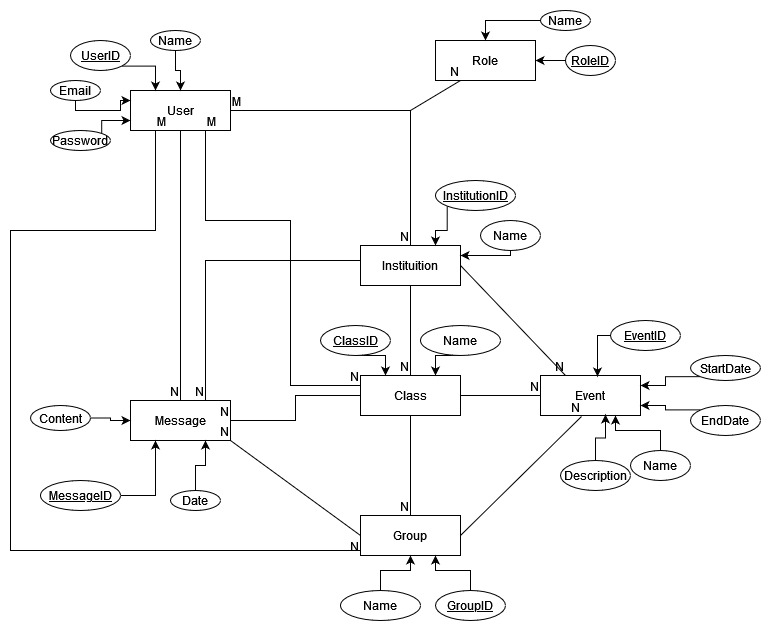 Name
Name
UserID
Role
RoleID
N
Email
M
User
M
M
Password
InstitutionID
Name
N
Instituition
EventID
ClassID
Name
StartDate
N
N
N
N
N
N
Class
Event
N
Content
Message
N
N
EndDate
Name
Description
MessageID
Date
N
Group
N
Name
GroupID